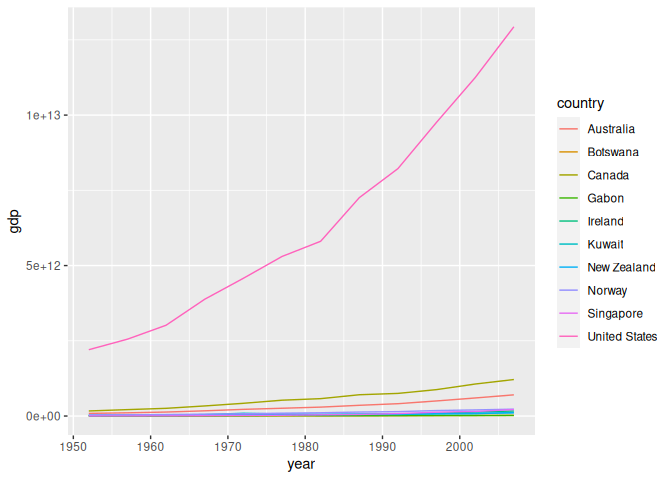 1e+13
5e+12
0e+00
gdp
1950 1960 1970 1980 1990 2000
year
country
Australia
Botswana
Canada
Gabon
Ireland
Kuwait
New Zealand
Norway
Singapore
United States